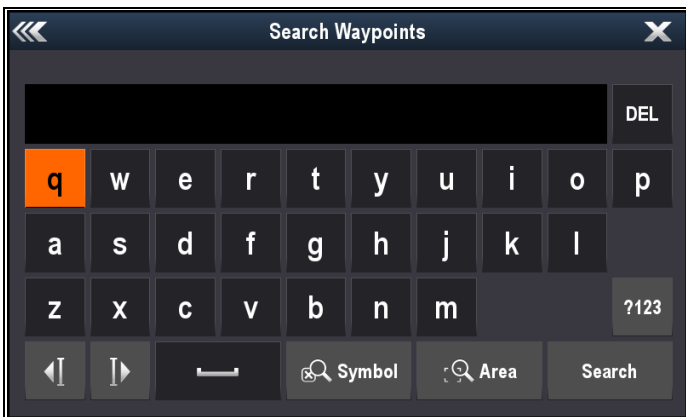 Search Waypoints
DEL
q w e r t y u i o p
a s d f g h j k l
z x c v b n m ?123
Symbol Area Search